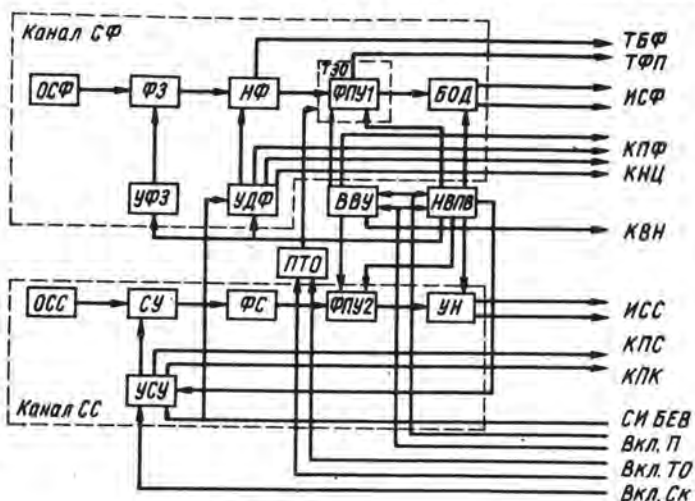 Канал СФ
ТБФ
ТФП
ТЭО
ОСФ
ФЗ
НФ
ФПУ1
БОД
ИСФ
КПФ
КНЦ
УФЗ
УДФ
ВВУ
НВПВ
КВН
ПТО
ОСС
СУ
ФС
ФПУ2
УН
ИСС
КПС
КПК
УСУ
Канал СС
СИ БЕВ
Вкл. П
Вкл. ТО
Вкл. Ск